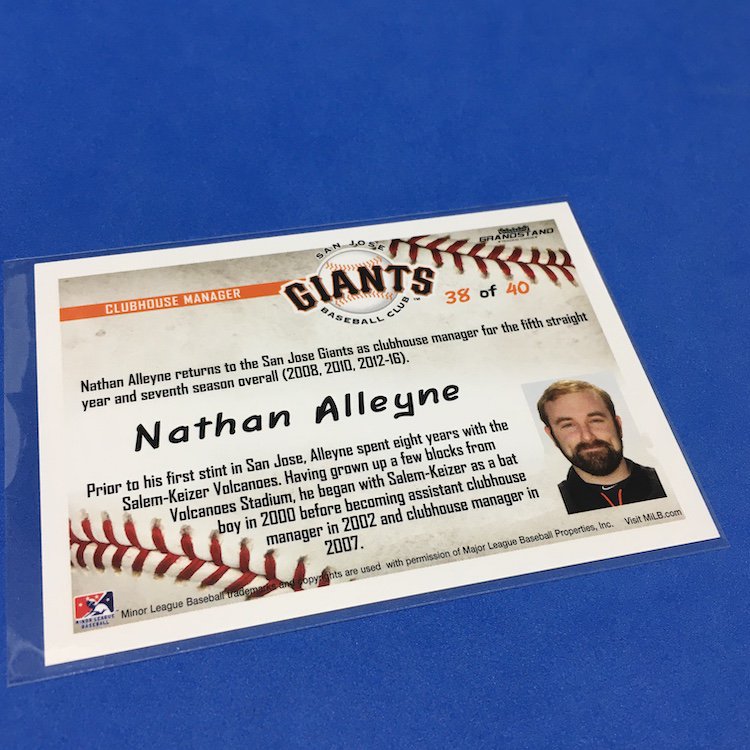 GRANDSTAND
SAN JOSE
CLUBHOUSE MANAGER
GIANTS
TM
BASEBALL CLUB
38 of 40
Nathan Alleyne returns to the San Jose Giants as clubhouse manager for the fifth straight
year and seventh season overall (2008, 2010, 2012-16).
Nathan Alleyne
Prior to his first stint in San Jose, Alleyne spent eight years with the
Salem-Keizer Volcanoes. Having grown up a few blocks from
Volcanoes Stadium, he began with Salem-Keizer as a bat
boy in 2000 before becoming assistant clubhouse
manager in 2002 and clubhouse manager in
2007.
MINOR LEAGUE
BASEBALL
Minor League Baseball trademarks and copyrights are used with permission of Major League Baseball Properties, Inc. Visit MiLB.com